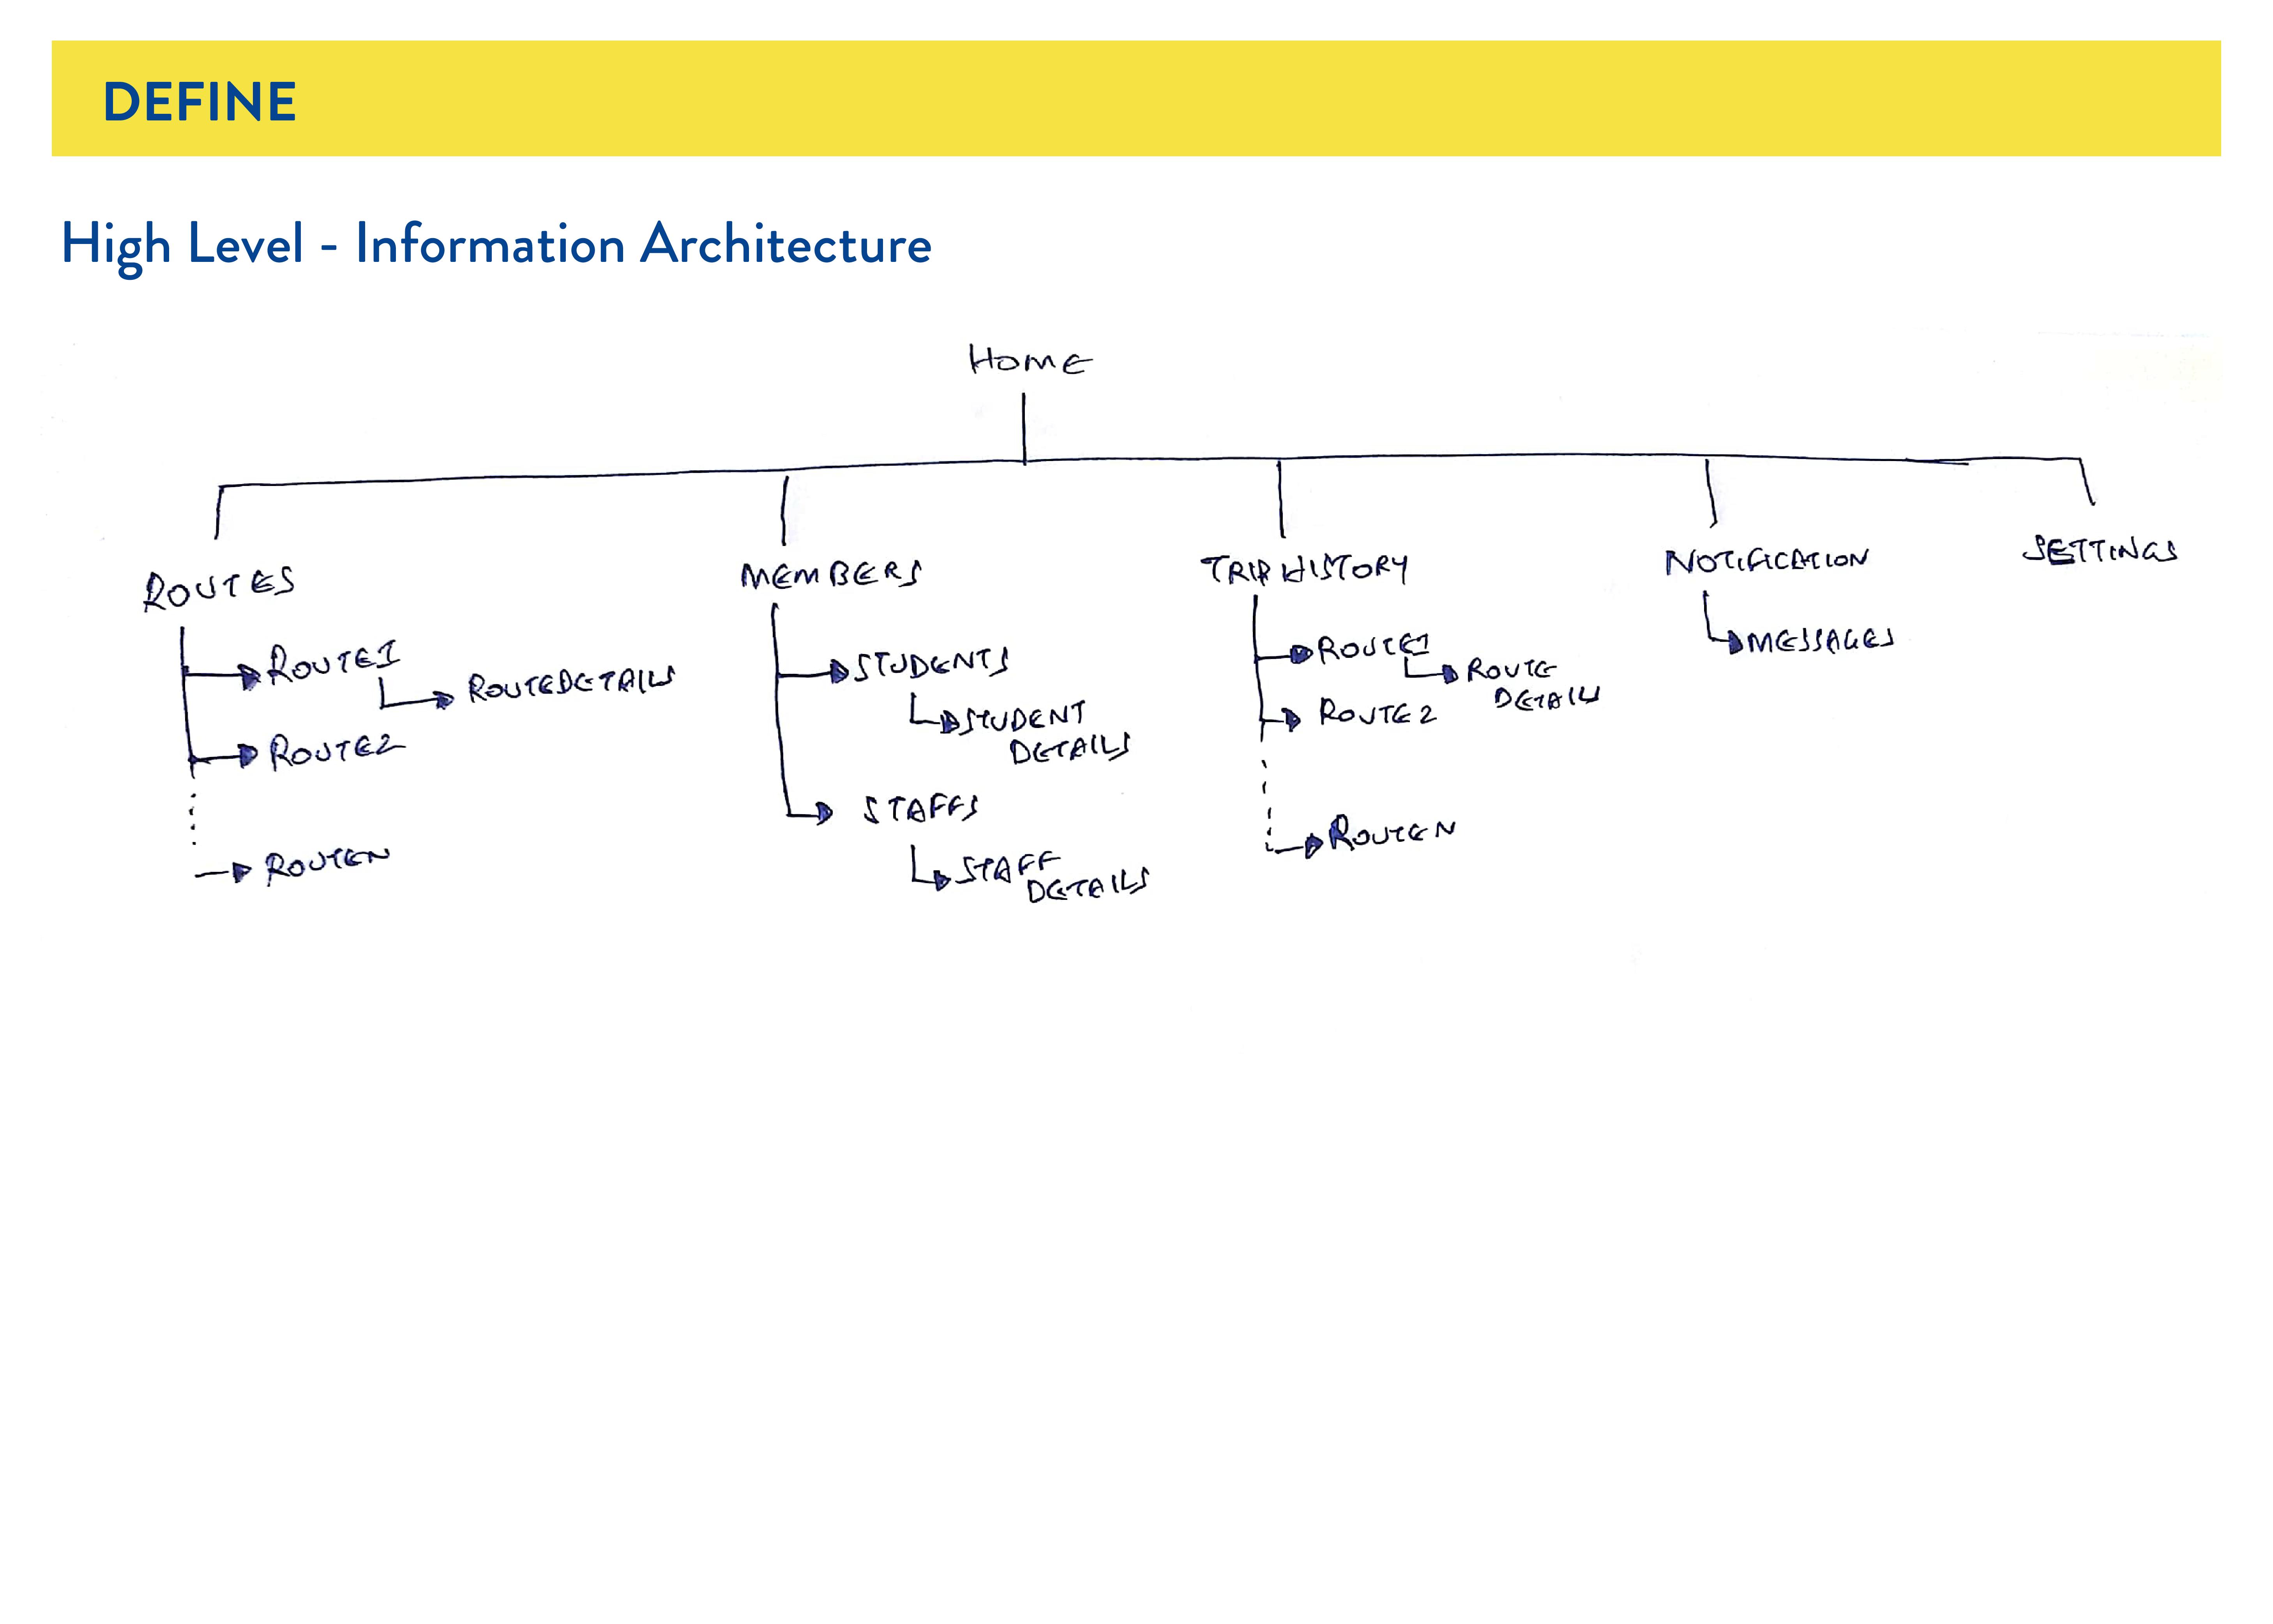 DEFINE
High Level - Information Architecture
HOME
ROUTES
ROUTE1
ROUTEDETAILS
ROUTE2
ROUTEN
MEMBERS
STUDENTS
STUDENT
DETAILS
STAFFS
STAFF
DETAILS
TRIP HISTORY
ROUTE1
ROUTE
DETAILS
ROUTE 2
ROUTE N
NOTIFICATION
MESSAGES
SETTINGS